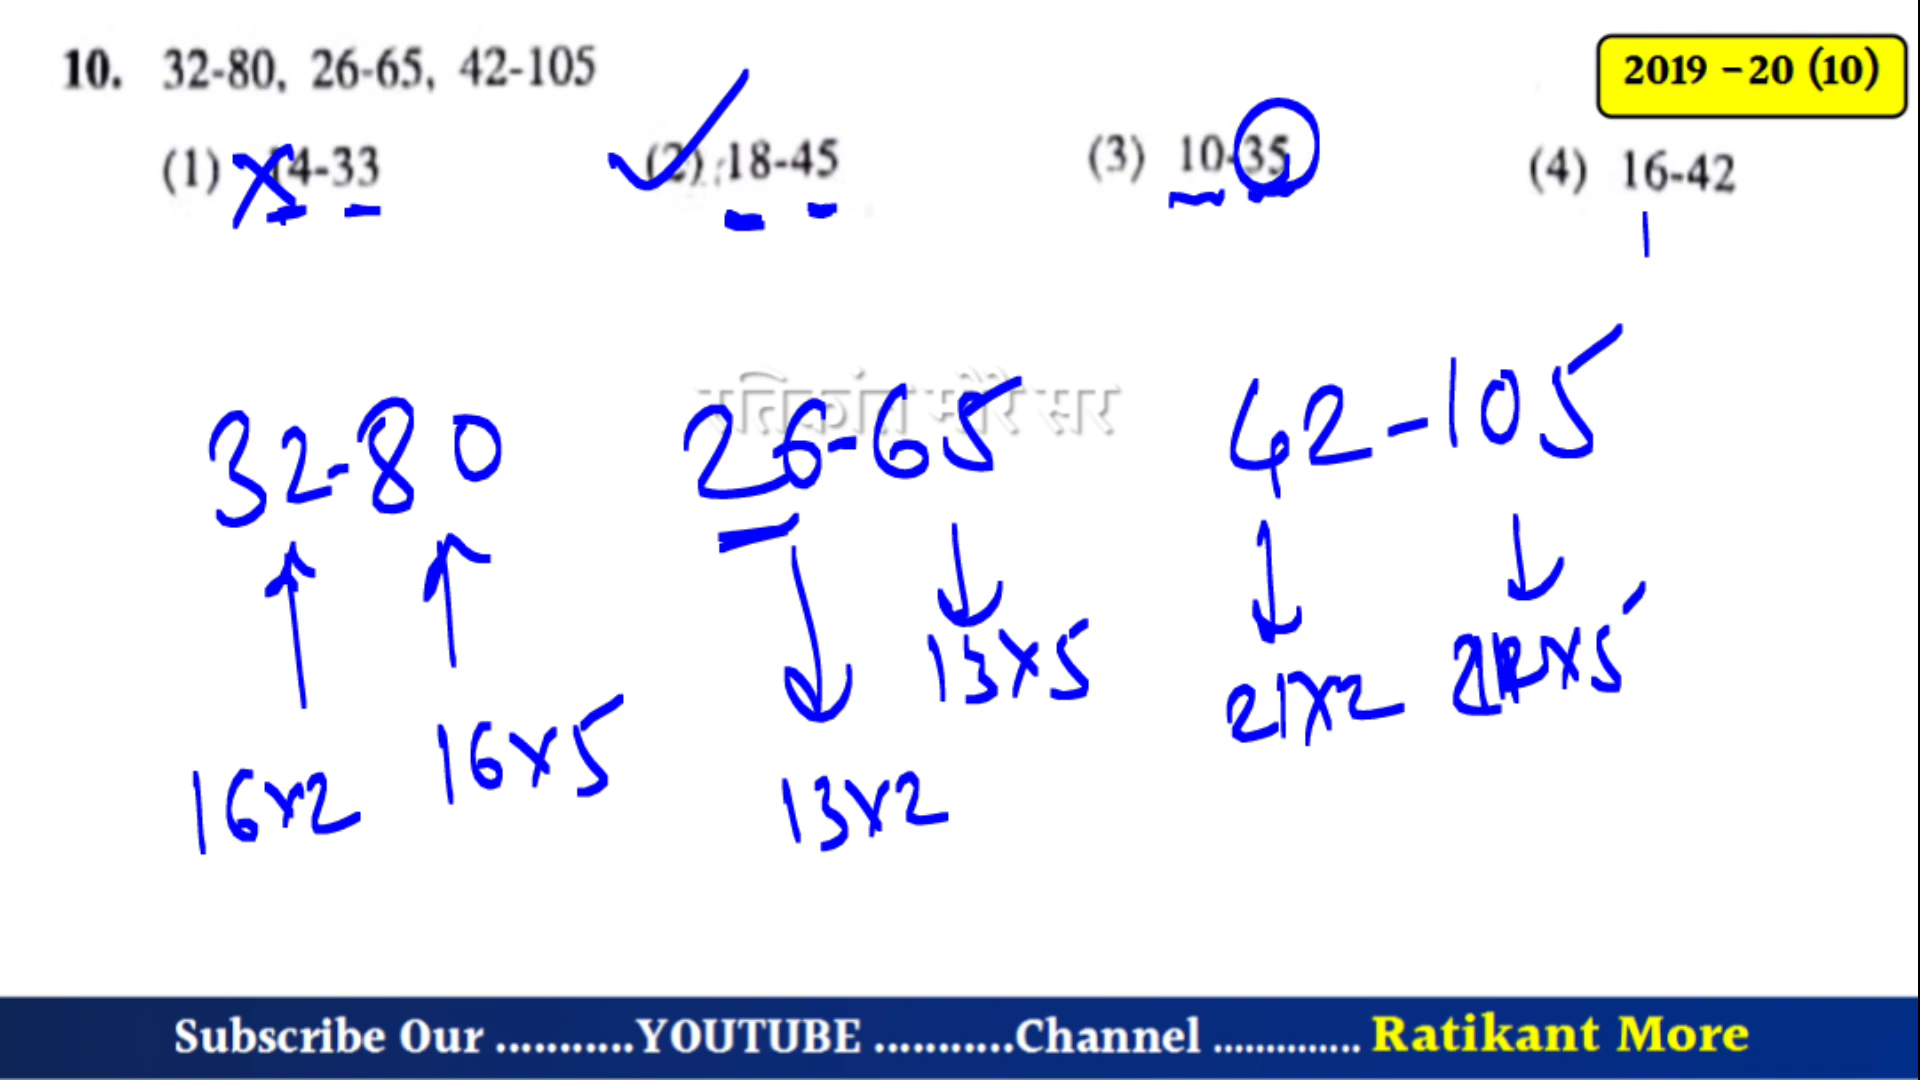 10. 32-80, 26-65, 42-105
2019 – 20 (10)
(1) 14-33 (2) 18-45 (3) 10-35 (4) 16-42
रतिकांत मोरे सर
32-80 26-65 42-105
16×2 16×5 13×2 13×5 21×2 21×5
Subscribe Our ...........YOUTUBE ...........Channel .............. Ratikant More